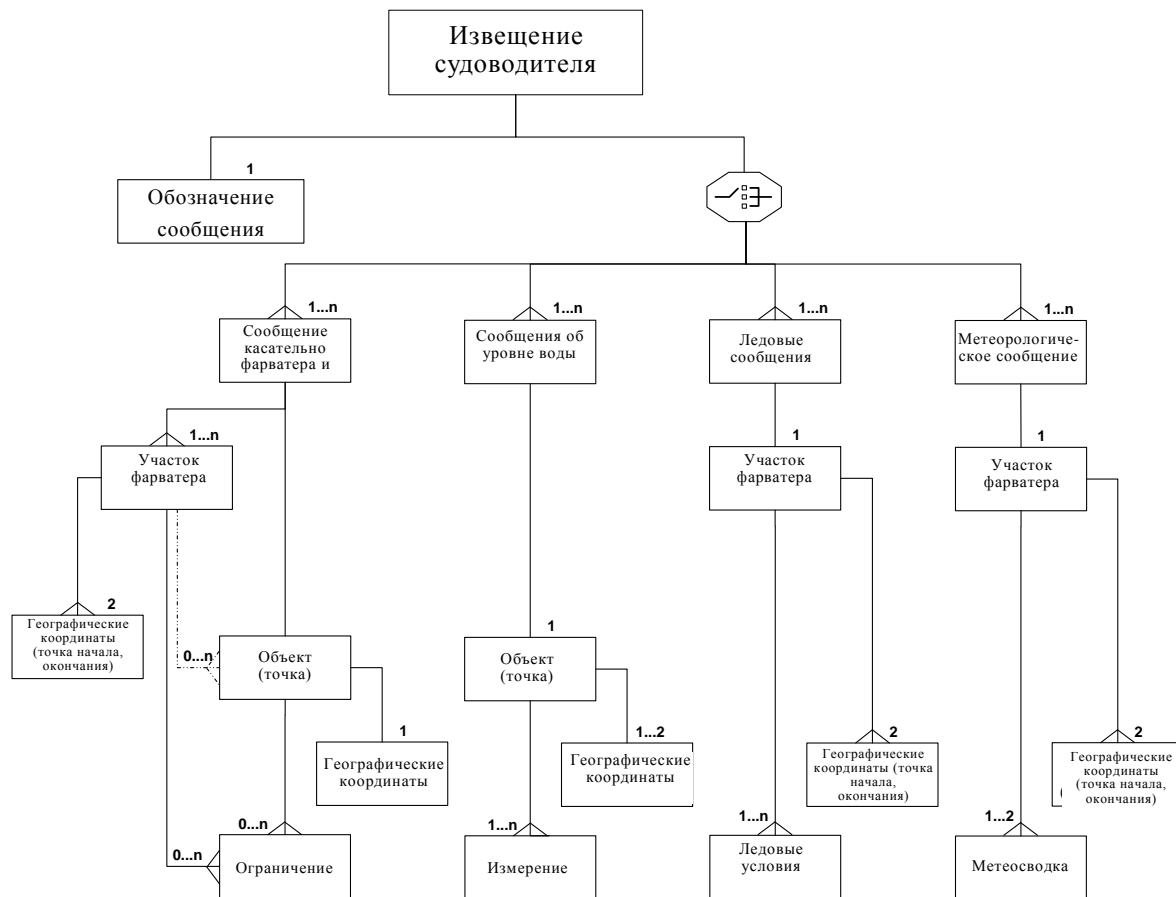 Извещение
судоводителя
1
Обозначение
сообщения
1...n
Сообщение
касательно
фарватера и
1...n
Сообщения об
уровне воды
1...n
Ледовые
сообщения
1...n
Метеорологиче-
ское сообщение
1...n
Участок
фарватера
1
Участок
фарватера
1
Участок
фарватера
2
Географические
координаты
(точка начала,
окончания)
0...n
Объект
(точка)
1
Объект
(точка)
1
Географические
координаты
1...2
Географические
координаты
2
Географические
координаты (точка
начала,
окончания)
2
Географические
координаты
(точка начала,
окончания)
0...n
0...n
Ограничение
1...n
Измерение
1...n
Ледовые
условия
1...2
Метеосводка